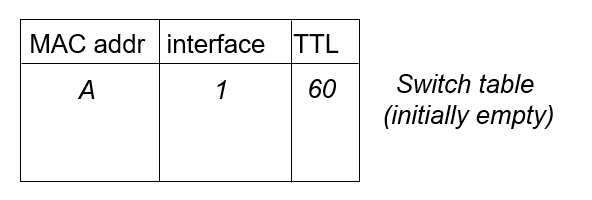 MAC addr interface TTL
A 1 60
Switch table
(initially empty)